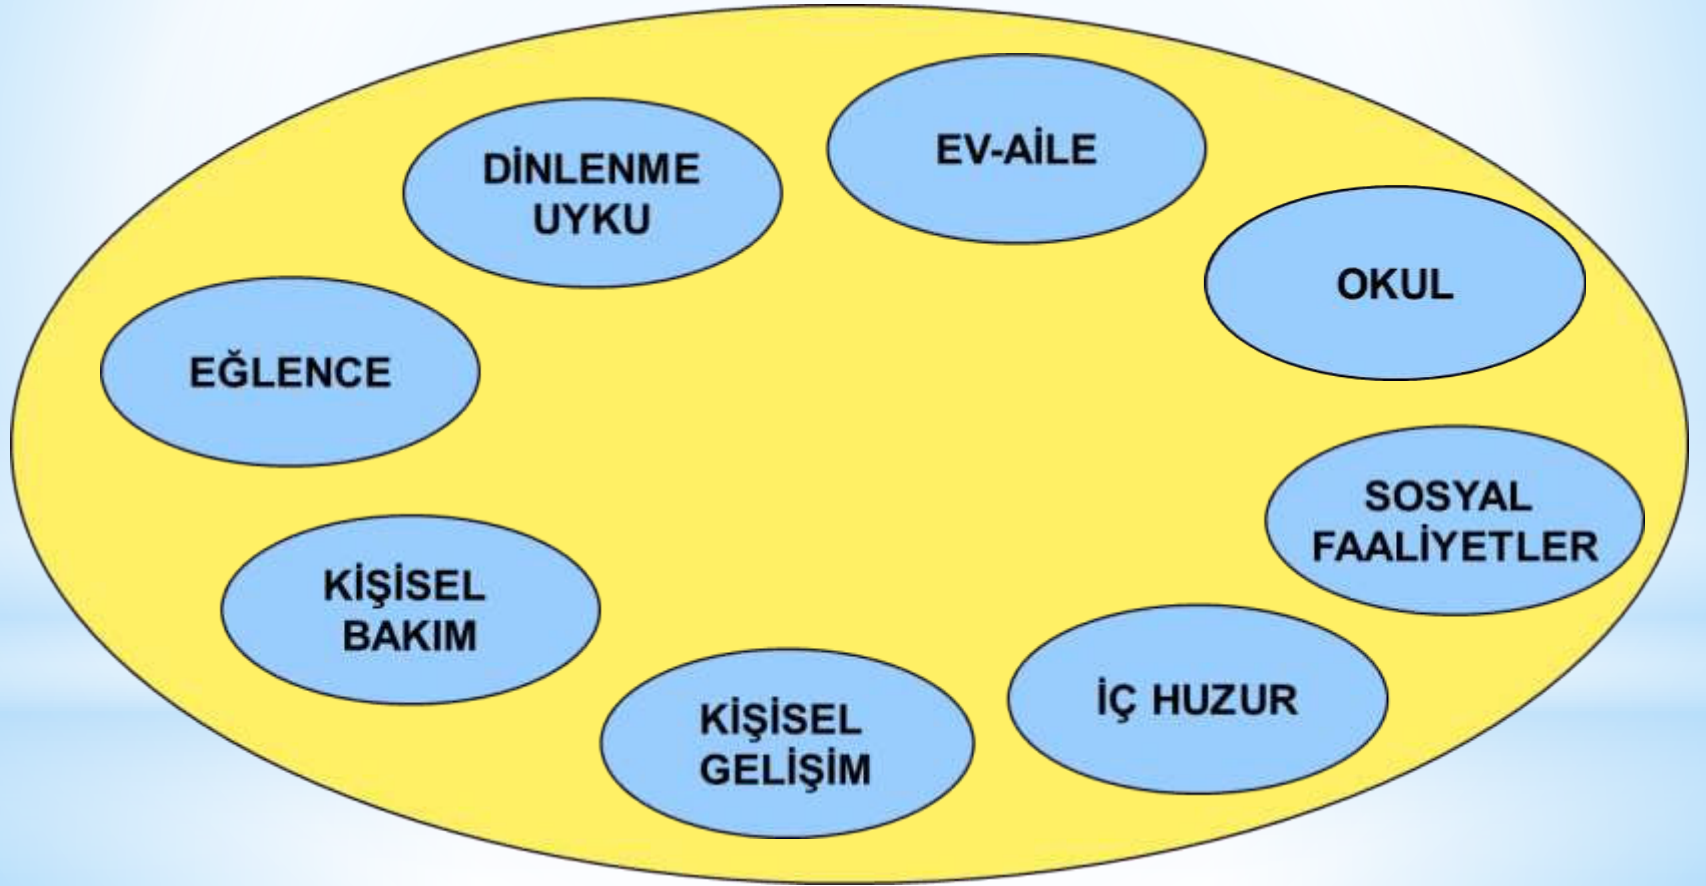 EV-AİLE
DİNLENME
UYKU
OKUL
EĞLENCE
SOSYAL
FAALİYETLER
KİŞİSEL
BAKIM
İÇ HUZUR
KİŞİSEL
GELİŞİM